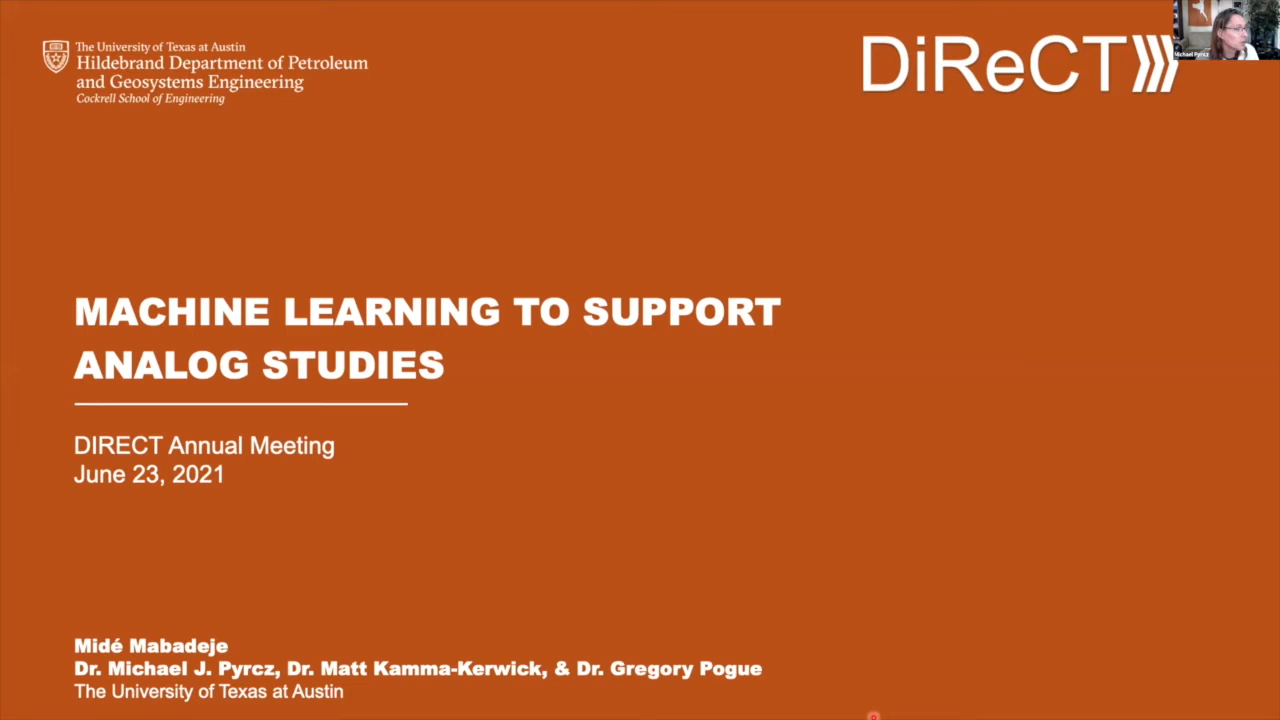 The University of Texas at Austin
Hildebrand Department of Petroleum
and Geosystems Engineering
Cockrell School of Engineering
DiReCT
Michael Pyrcz
MACHINE LEARNING TO SUPPORT
ANALOG STUDIES
DIRECT Annual Meeting
June 23, 2021
Midé Mabadeje
Dr. Michael J. Pyrcz, Dr. Matt Kamma-Kerwick, & Dr. Gregory Pogue
The University of Texas at Austin